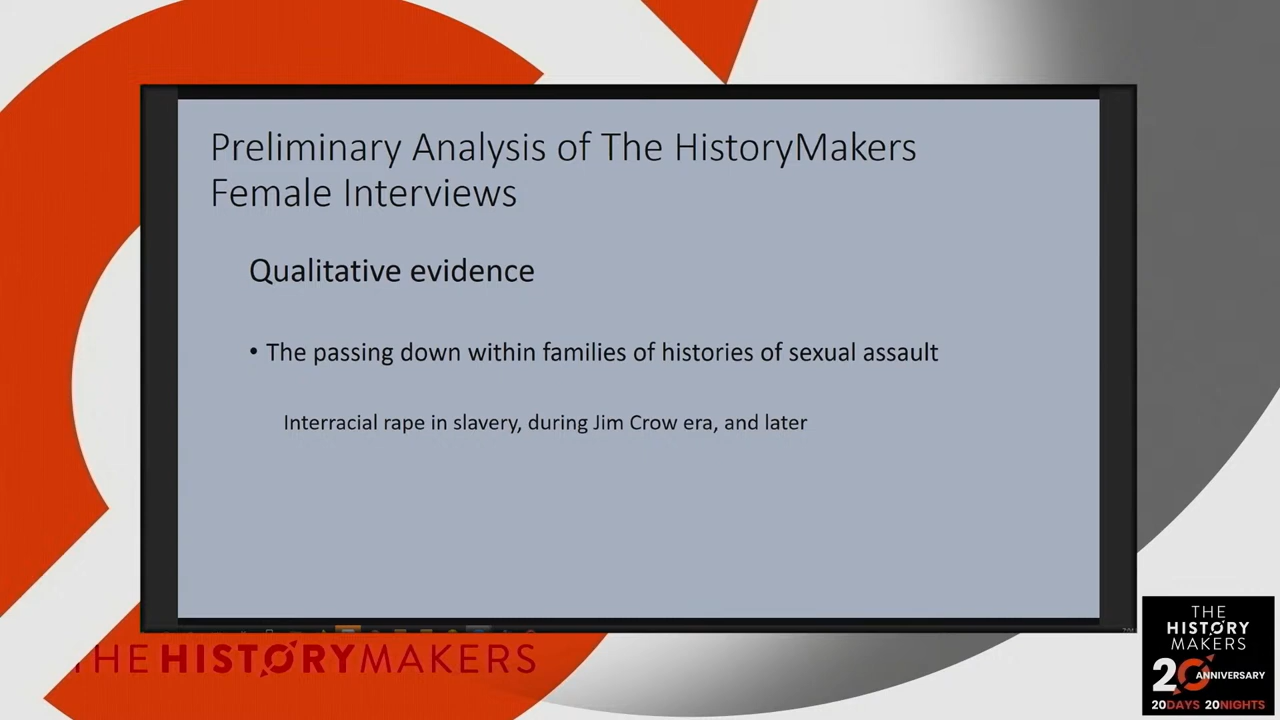 Preliminary Analysis of The HistoryMakers
Female Interviews
Qualitative evidence
• The passing down within families of histories of sexual assault
Interracial rape in slavery, during Jim Crow era, and later
THE HISTORYMAKERS
THE
HISTORY
MAKERS
20 ANNIVERSARY
20DAYS 20NIGHTS